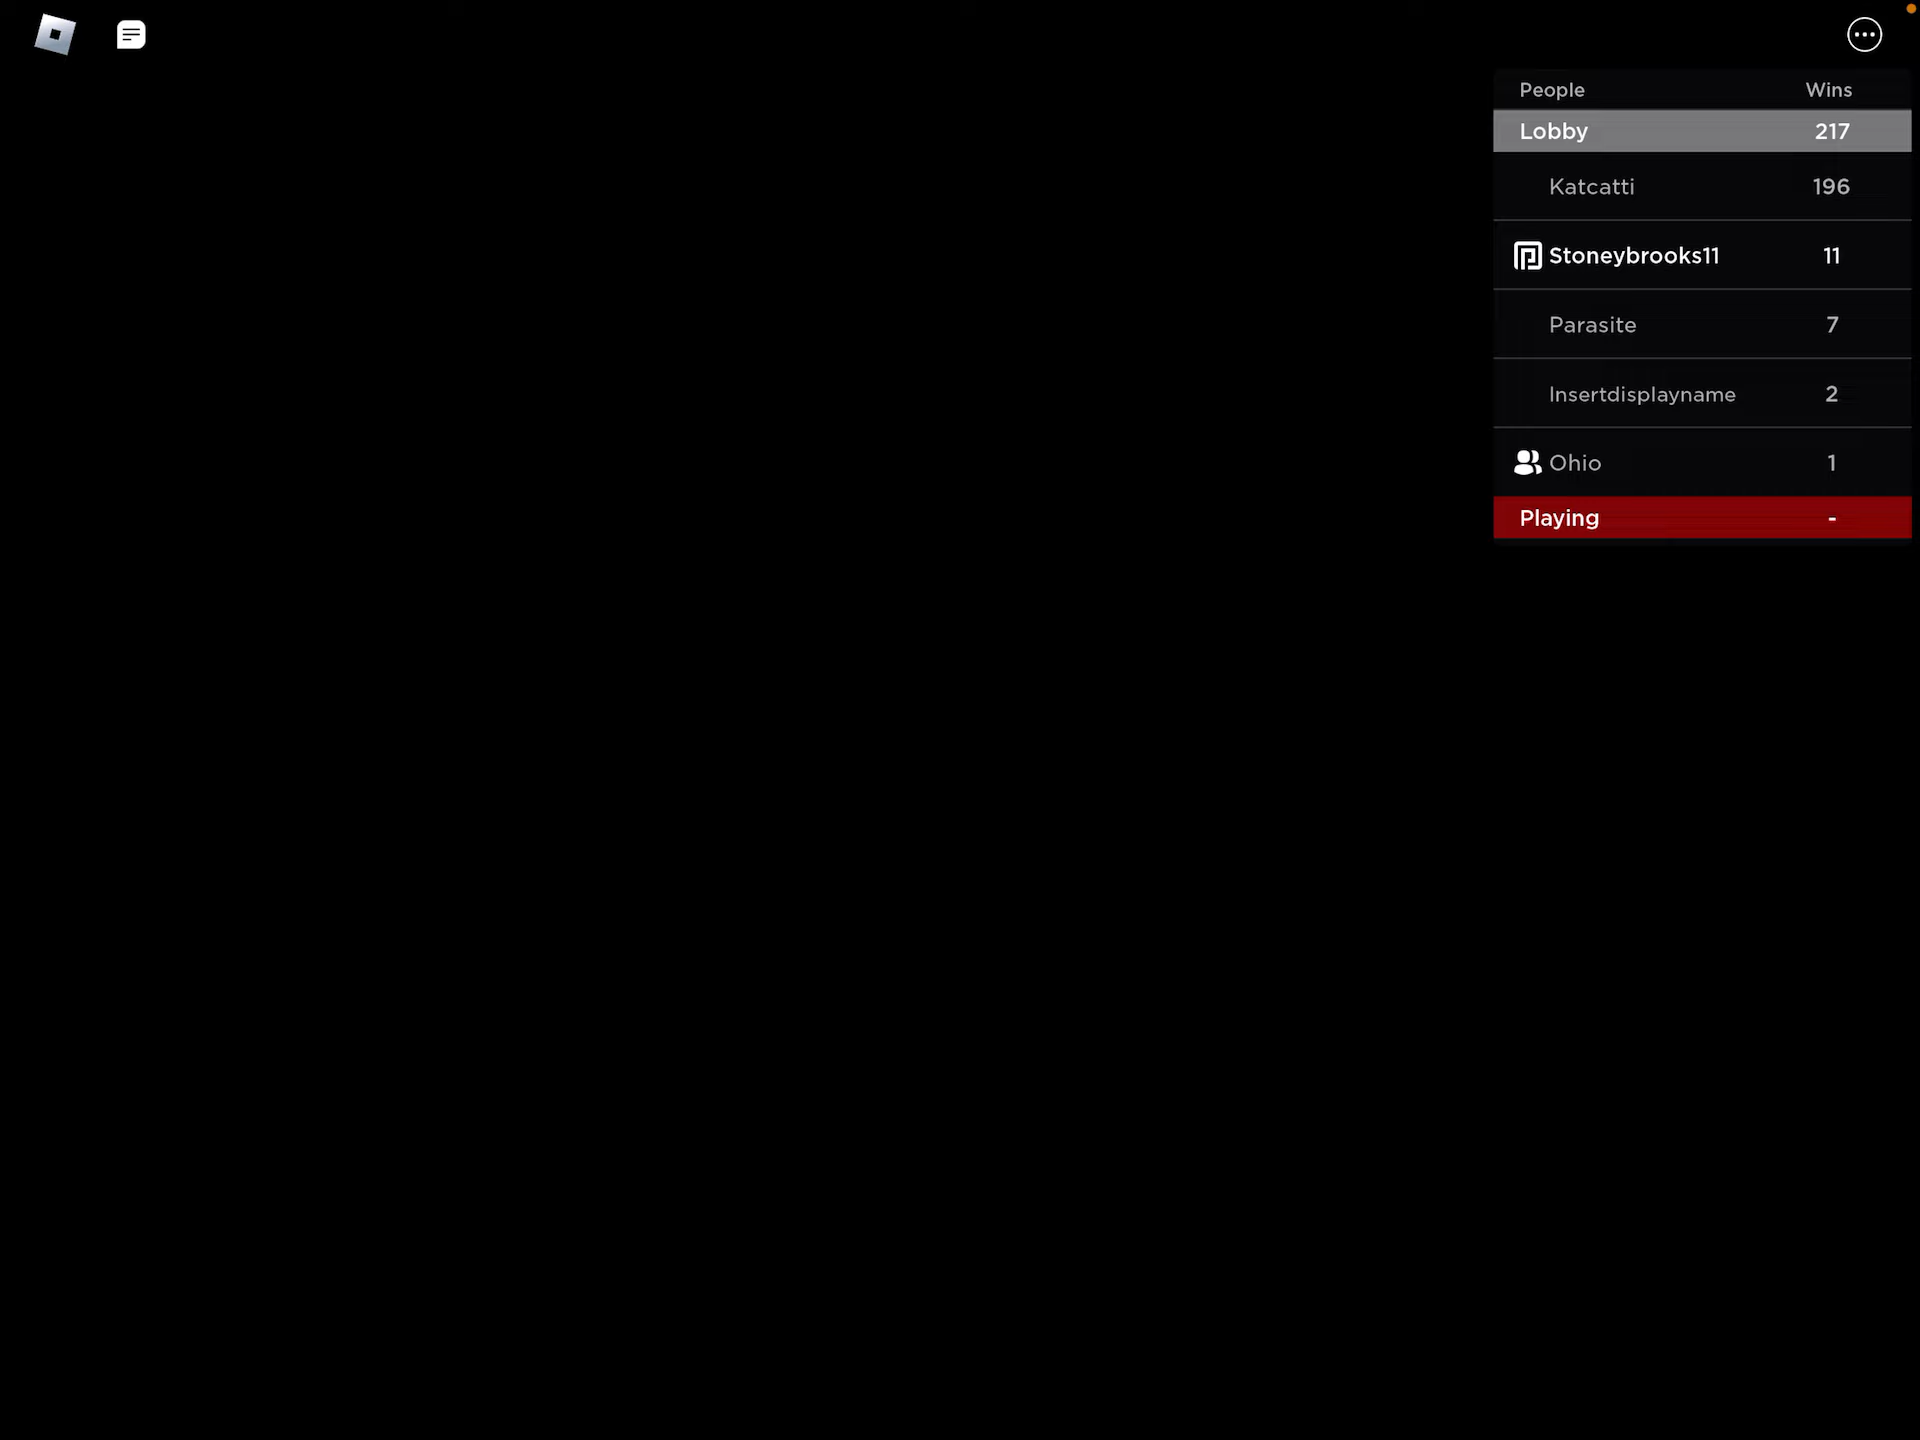 People Wins
Lobby 217
Katcatti 196
Stoneybrooks11 11
Parasite 7
Insertdisplayname 2
Ohio 1
Playing -